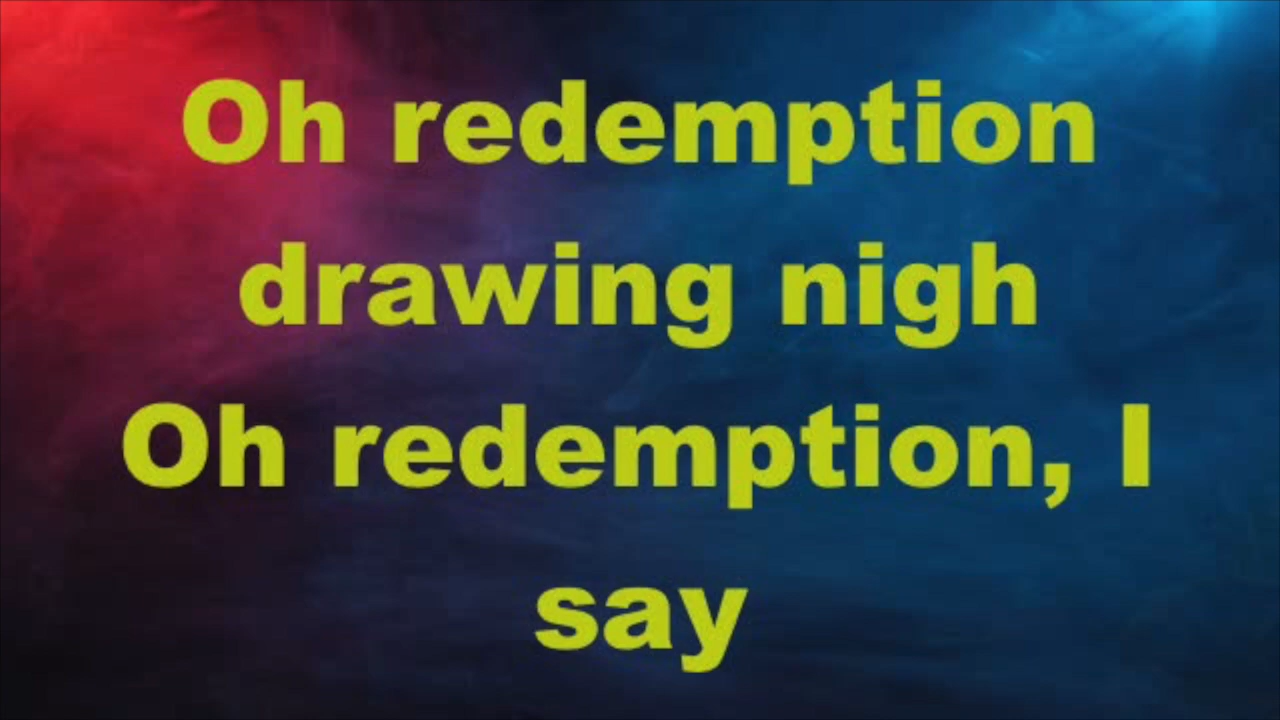 Oh redemption
drawing nigh
Oh redemption, I
say